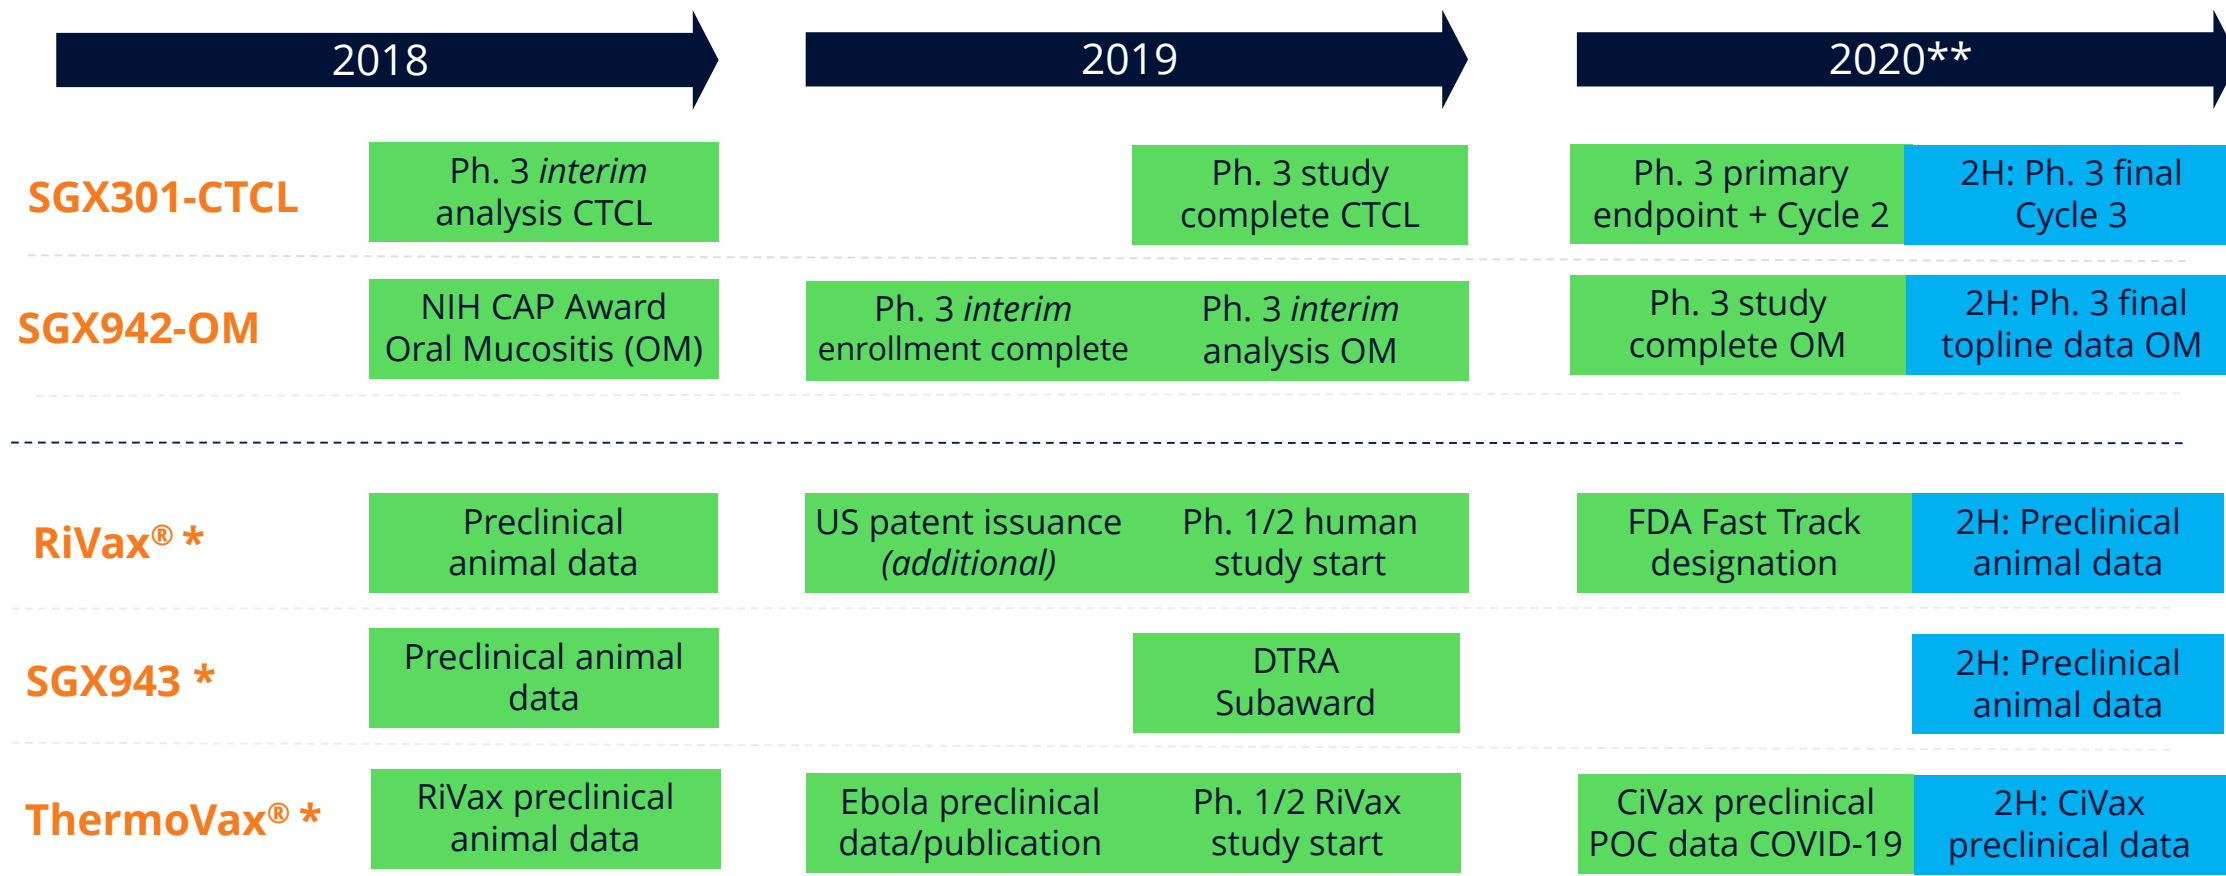 2018
2019
2020**
SGX301-CTCL
Ph. 3 interim
analysis CTCL
Ph. 3 study
complete CTCL
Ph. 3 primary
endpoint + Cycle 2
2H: Ph. 3 final
Cycle 3
SGX942-OM
NIH CAP Award
Oral Mucositis (OM)
Ph. 3 interim
enrollment complete
Ph. 3 interim
analysis OM
Ph. 3 study
complete OM
2H: Ph. 3 final
topline data OM
RiVax® *
Preclinical
animal data
US patent issuance
(additional)
Ph. 1/2 human
study start
FDA Fast Track
designation
2H: Preclinical
animal data
SGX943 *
Preclinical animal
data
DTRA
Subaward
2H: Preclinical
animal data
ThermoVax® *
RiVax preclinical
animal data
Ebola preclinical
data/publication
Ph. 1/2 RiVax
study start
CiVax preclinical
POC data COVID-19
2H: CiVax
preclinical data